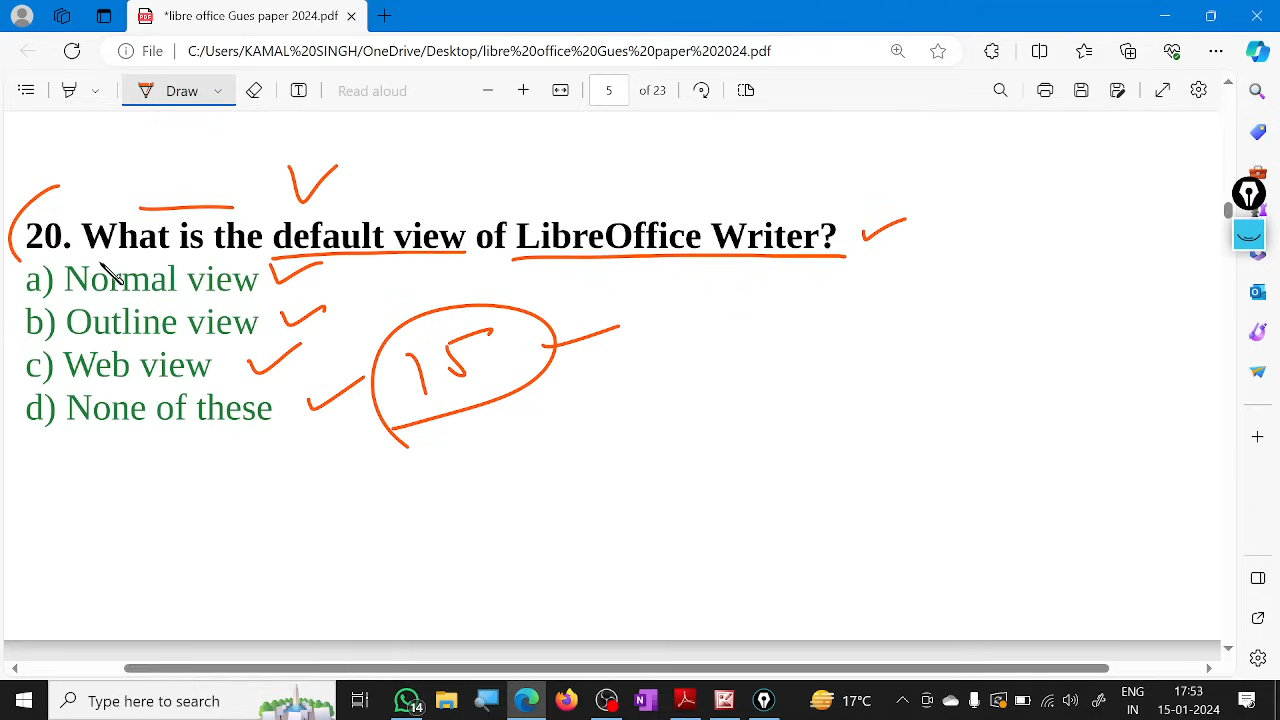 *libre office Gues paper 2024.pdf
File C:/Users/KAMAL%20SINGH/OneDrive/Desktop/libre%20office%20Gues%20paper%202024.pdf
Draw Read aloud 5 of 23
20. What is the default view of LibreOffice Writer?
a) Normal view
b) Outline view
c) Web view
d) None of these
15
Type here to search 14 17°C ENG IN 17:53 15-01-2024